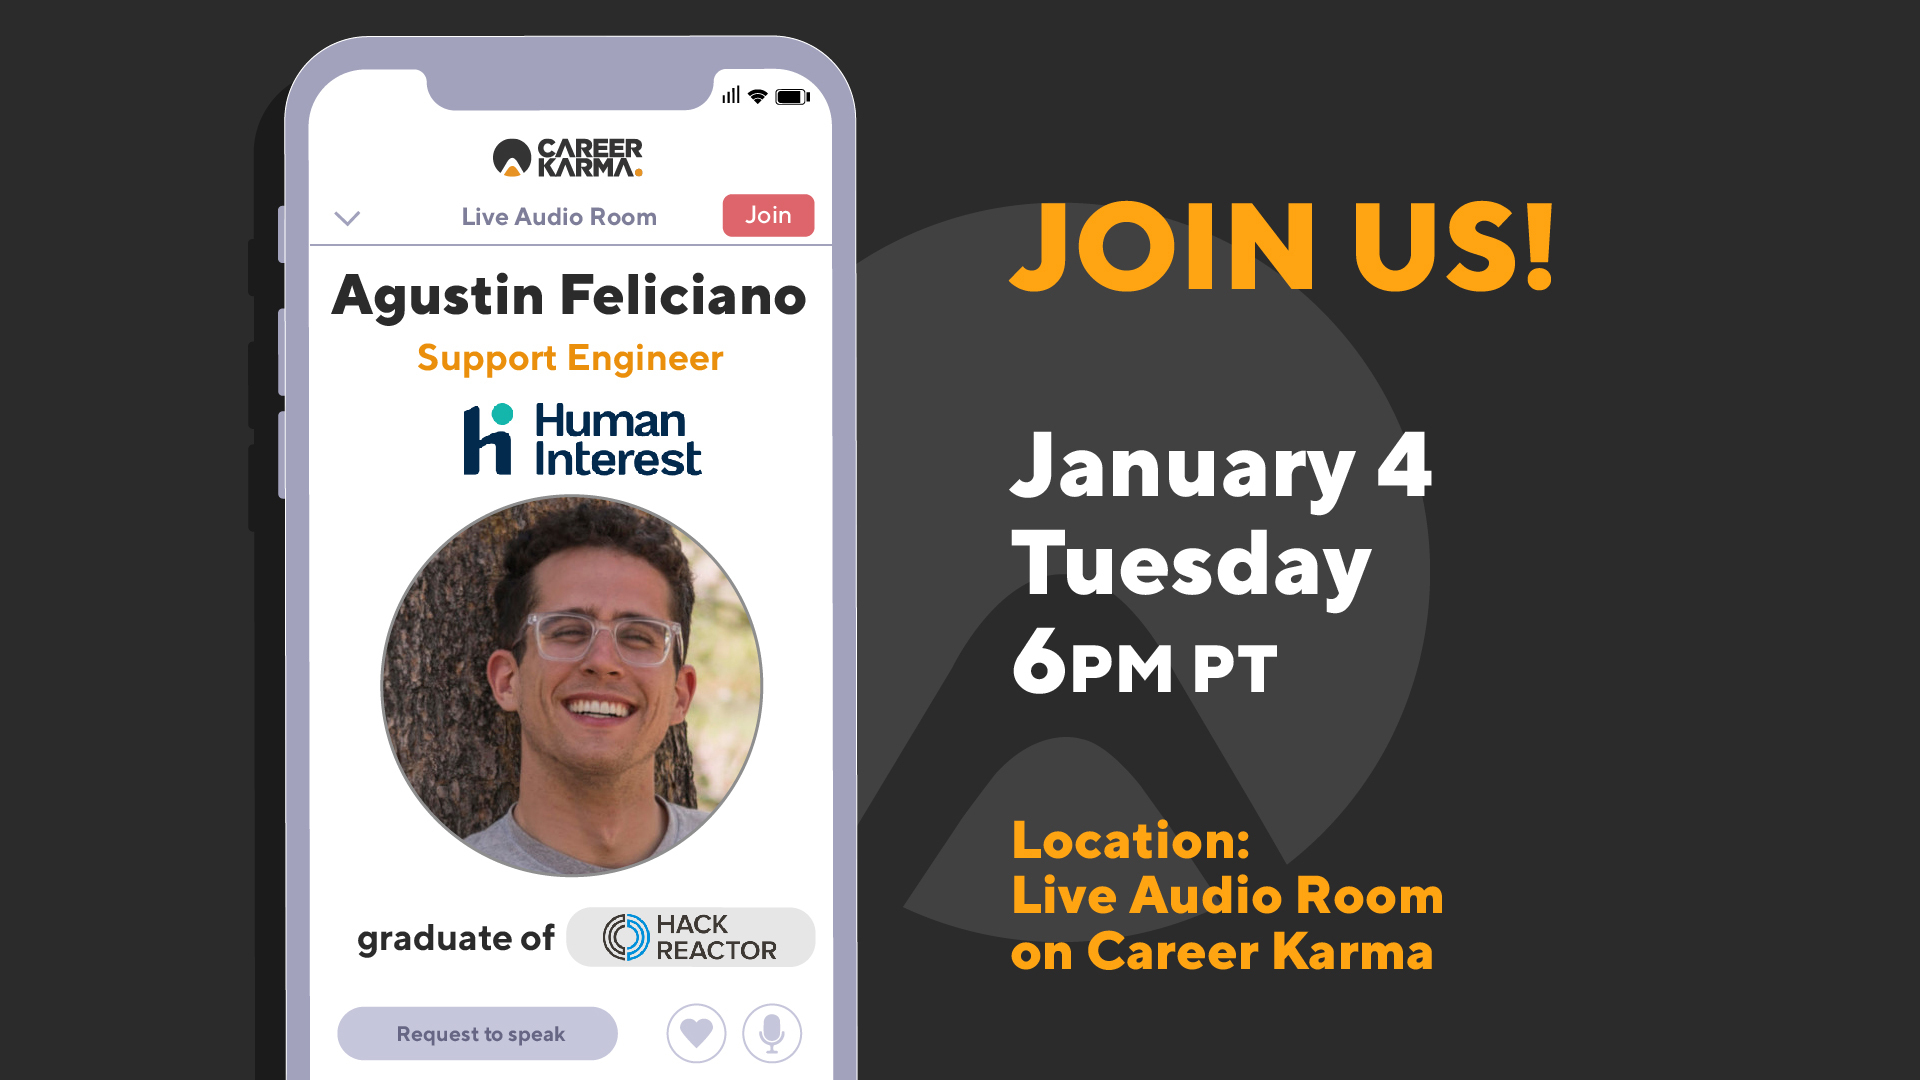 CAREER
KARMA.
Live Audio Room
Join
Agustin Feliciano
Support Engineer
Human
Interest
graduate of
HACK
REACTOR
Request to speak
JOIN US!
January 4
Tuesday
6PM PT
Location:
Live Audio Room
on Career Karma